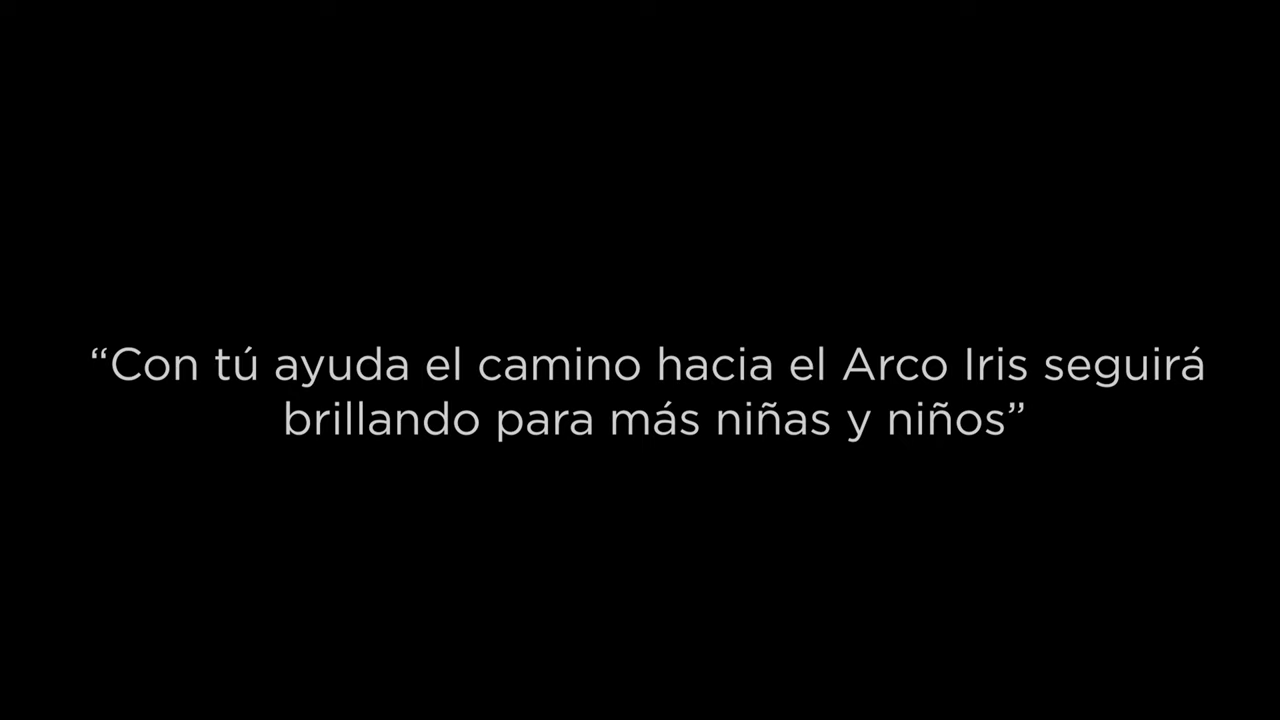 “Con tú ayuda el camino hacia el Arco Iris seguirá
brillando para más niñas y niños”